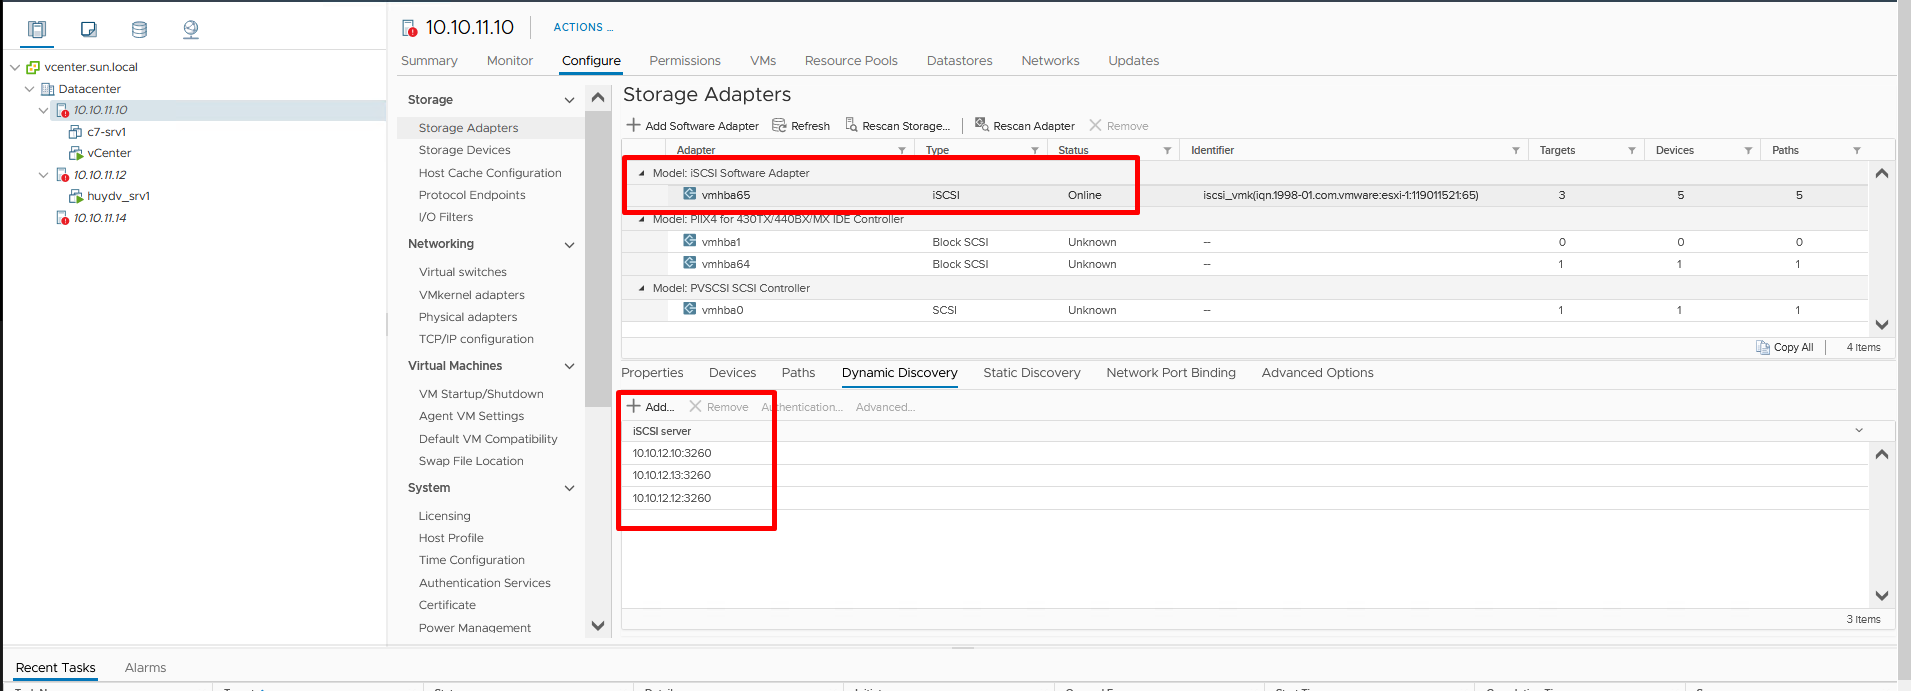 10.10.11.10
ACTIONS ...
Summary Monitor Configure Permissions VMs Resource Pools Datastores Networks Updates
vcenter.sun.local
Datacenter
10.10.11.10
c7-srv1
vCenter
10.10.11.12
huydv_srv1
10.10.11.14
Storage
Storage Adapters
Storage Devices
Host Cache Configuration
Protocol Endpoints
I/O Filters
Networking
Virtual switches
VMkernel adapters
Physical adapters
TCP/IP configuration
Virtual Machines
VM Startup/Shutdown
Agent VM Settings
Default VM Compatibility
Swap File Location
System
Licensing
Host Profile
Time Configuration
Authentication Services
Certificate
Power Management
Storage Adapters
Add Software Adapter Refresh Rescan Storage... Rescan Adapter Remove
Adapter Type Status Identifier Targets Devices Paths
Model: iSCSI Software Adapter
vmhba65 iSCSI Online iscsi_vmk(iqn.1998-01.com.vmware:esxi-1:119011521:65) 3 5 5
Model: PIIX4 for 430TX/440BX/MX IDE Controller
vmhba1 Block SCSI Unknown -- 0 0 0
vmhba64 Block SCSI Unknown -- 1 1 1
Model: PVSCSI SCSI Controller
vmhba0 SCSI Unknown -- 1 1 1
Copy All 4 items
Properties Devices Paths Dynamic Discovery Static Discovery Network Port Binding Advanced Options
Add... Remove Authentication... Advanced...
iSCSI server
10.10.12.10:3260
10.10.12.13:3260
10.10.12.12:3260
3 items
Recent Tasks Alarms